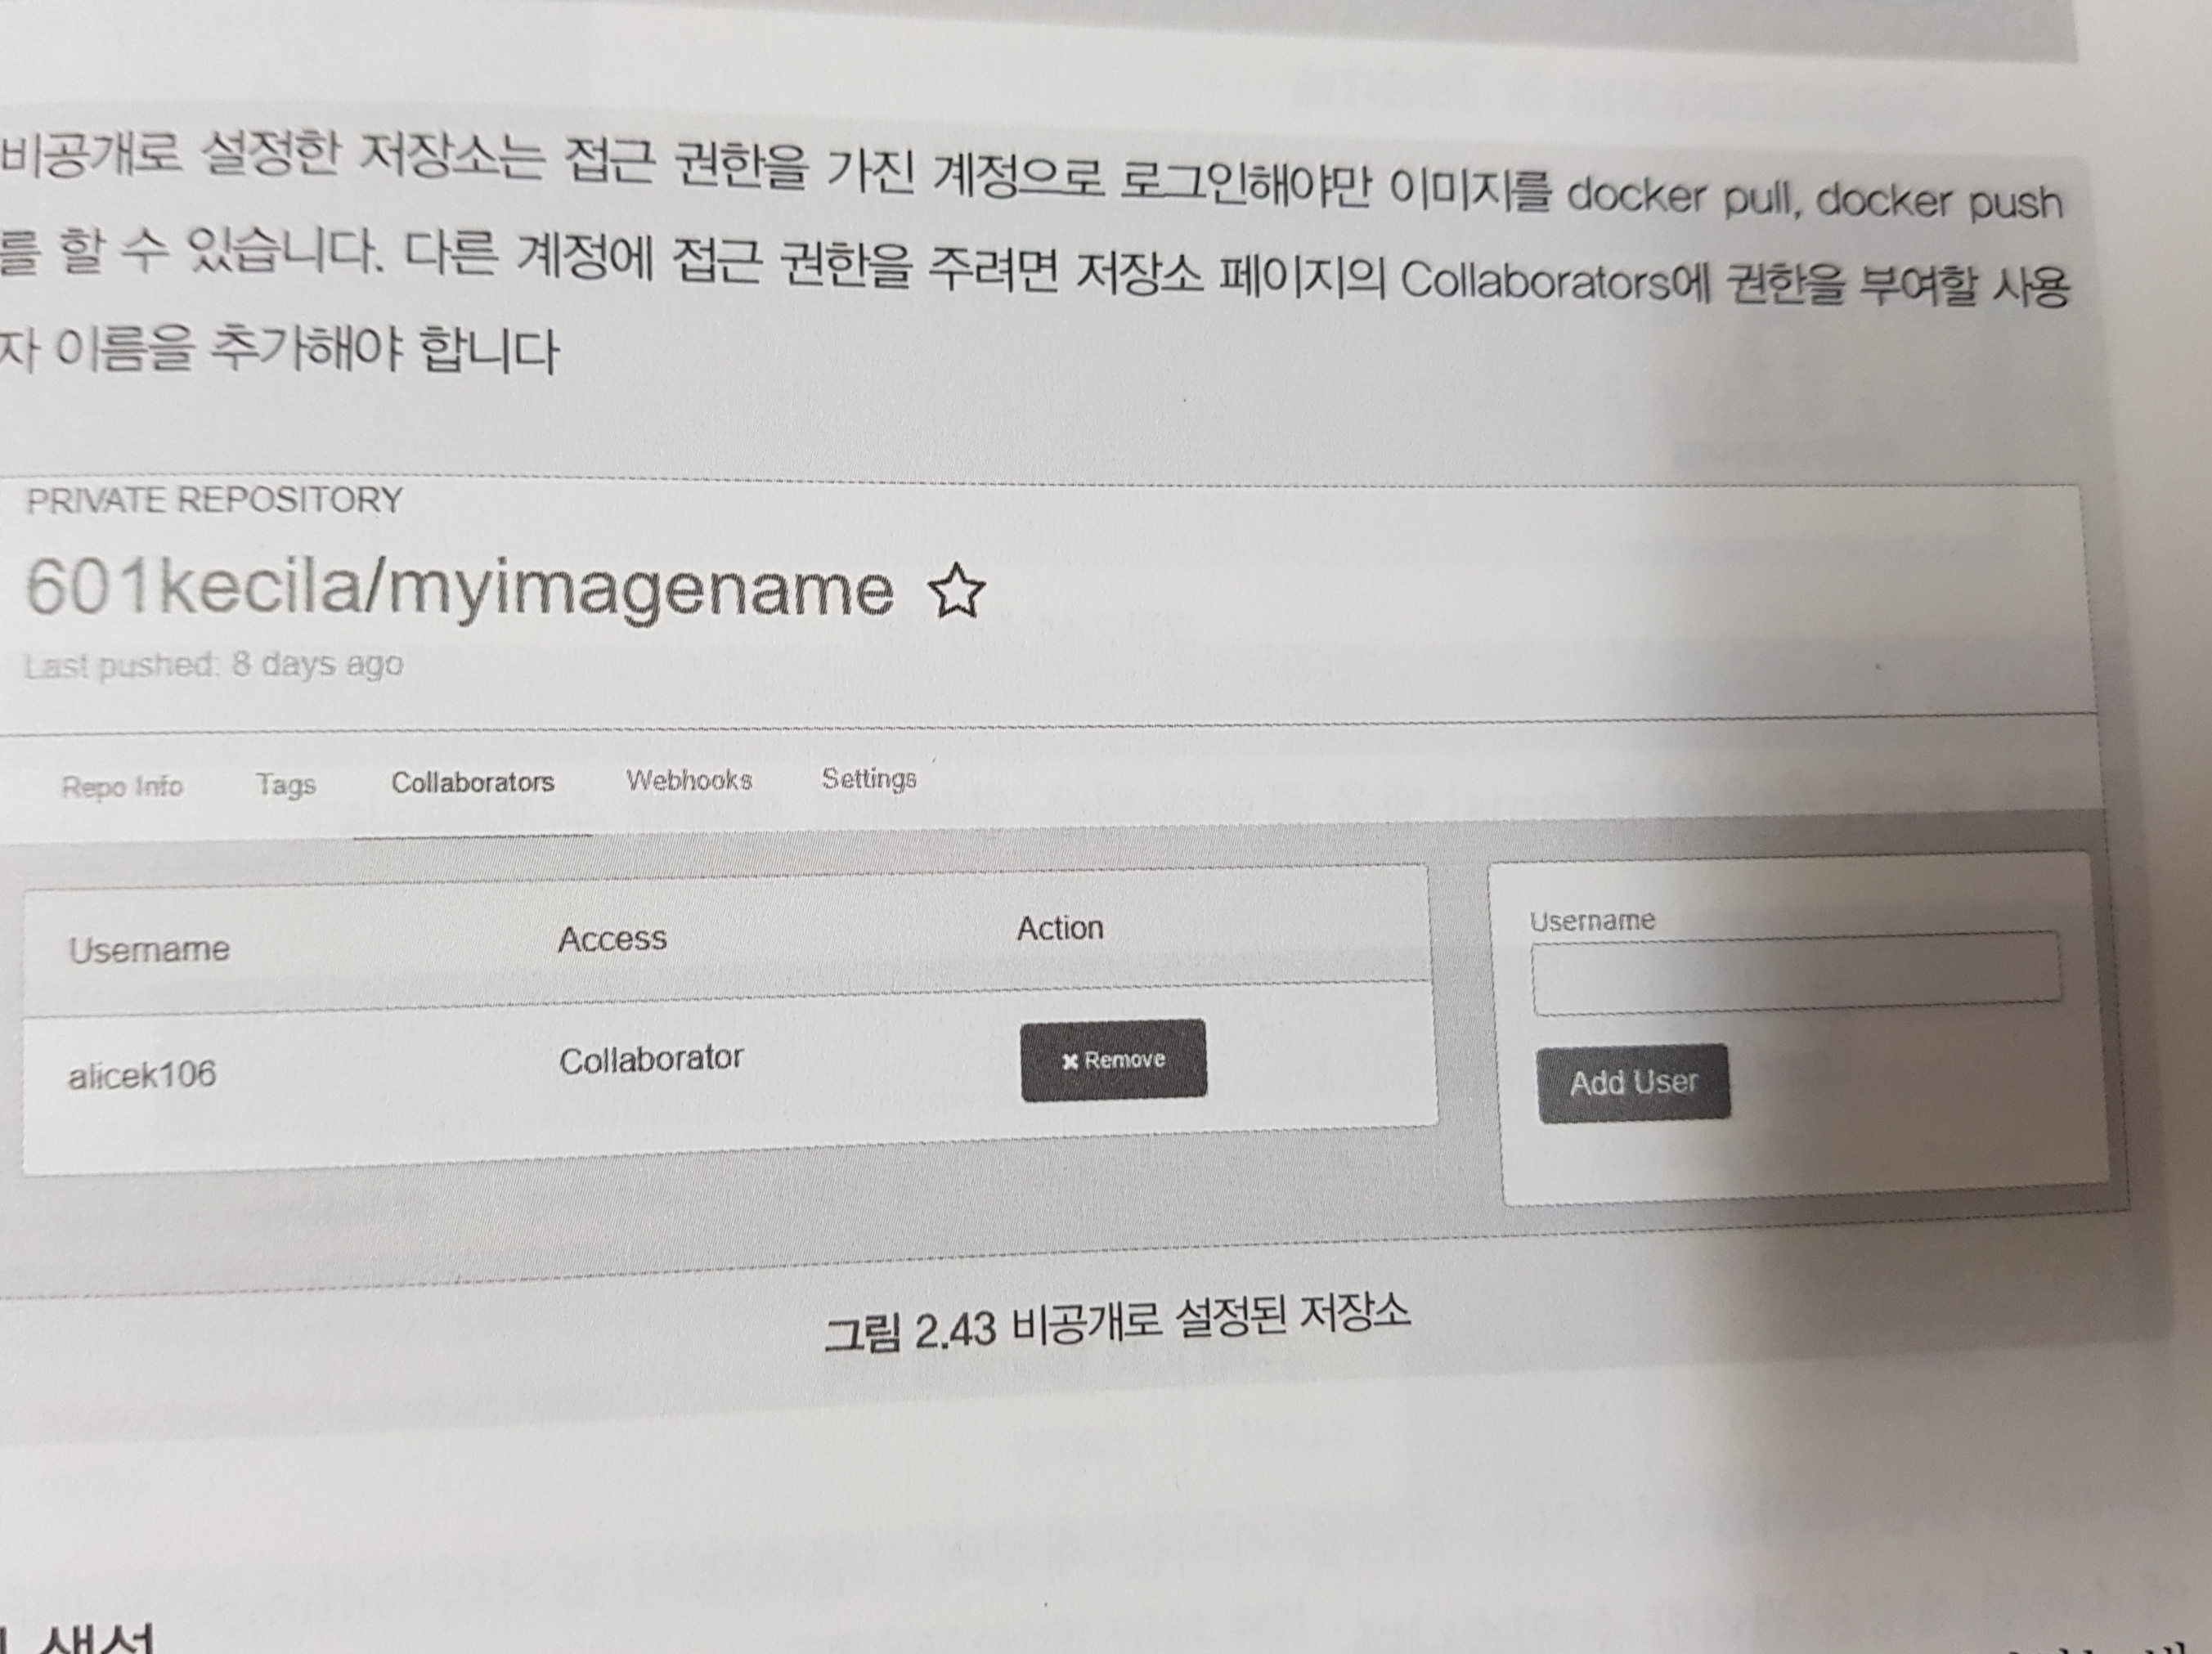 비공개로 설정한 저장소는 접근 권한을 가진 계정으로 로그인해야만 이미지를 docker pull, docker push
를 할 수 있습니다. 다른 계정에 접근 권한을 주려면 저장소 페이지의 Collaborators에 권한을 부여할 사용
자 이름을 추가해야 합니다
PRIVATE REPOSITORY
601kecila/myimagename ☆
Last pushed: 8 days ago
Repo Info Tags Collaborators Webhooks Settings
Username Access Action
alicek106 Collaborator ✖ Remove
Username
Add User
그림 2.43 비공개로 설정된 저장소
생성